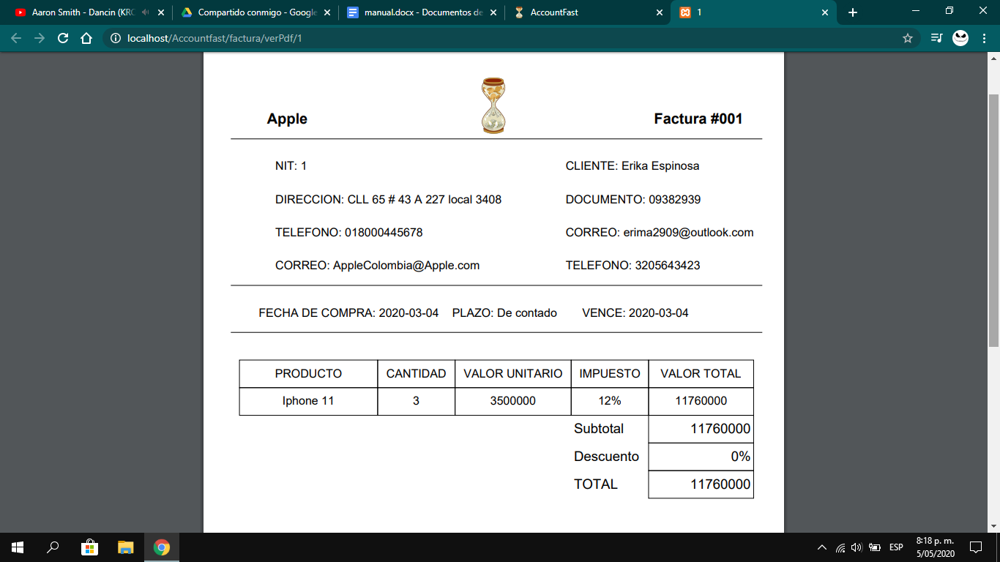 Aaron Smith - Dancin (KRO
Compartido conmigo - Google
manual.docx - Documentos de
AccountFast
1
localhost/Accountfast/factura/verPdf/1
Apple
Factura #001
NIT: 1
CLIENTE: Erika Espinosa
DIRECCION: CLL 65 # 43 A 227 local 3408
DOCUMENTO: 09382939
TELEFONO: 018000445678
CORREO: erima2909@outlook.com
CORREO: AppleColombia@Apple.com
TELEFONO: 3205643423
FECHA DE COMPRA: 2020-03-04 PLAZO: De contado VENCE: 2020-03-04
PRODUCTO CANTIDAD VALOR UNITARIO IMPUESTO VALOR TOTAL
Iphone 11 3 3500000 12% 11760000
Subtotal 11760000
Descuento 0%
TOTAL 11760000
ESP
8:18 p. m.
5/05/2020